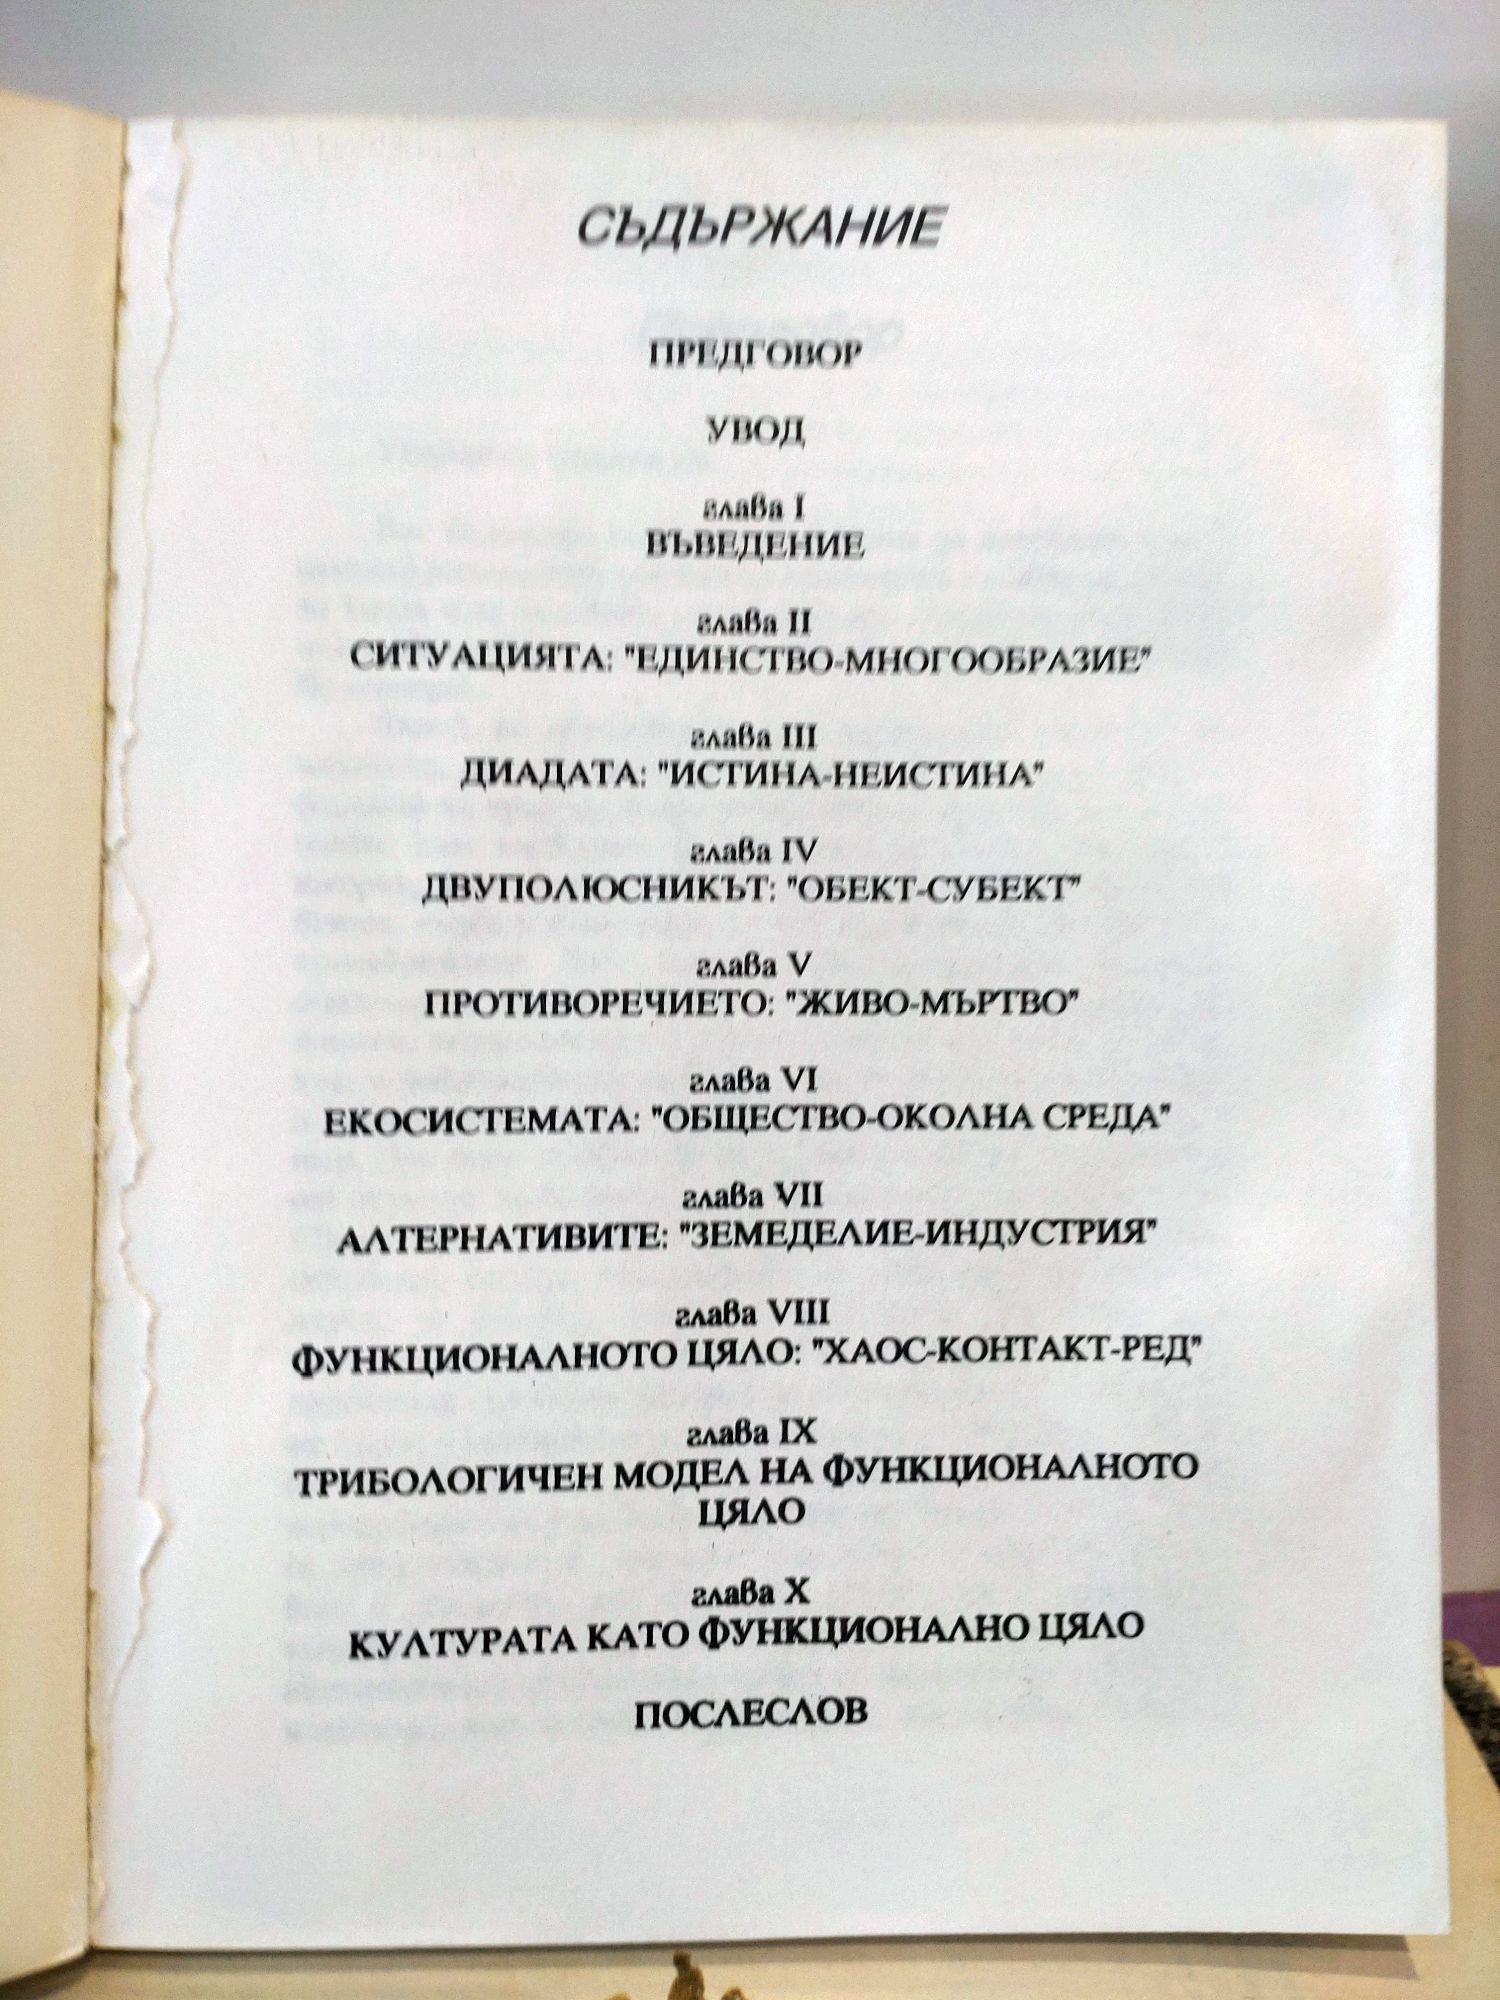 СЪДЪРЖАНИЕ
ПРЕДГОВОР
УВОД
глава I
ВЪВЕДЕНИЕ
глава II
СИТУАЦИЯТА: "ЕДИНСТВО-МНОГООБРАЗИЕ"
глава III
ДИАДАТА: "ИСТИНА-НЕИСТИНА"
глава IV
ДВУПОЛЮСНИКЪТ: "ОБЕКТ-СУБЕКТ"
глава V
ПРОТИВОРЕЧИЕТО: "ЖИВО-МЪРТВО"
глава VI
ЕКОСИСТЕМАТА: "ОБЩЕСТВО-ОКОЛНА СРЕДА"
глава VII
АЛТЕРНАТИВИТЕ: "ЗЕМЕДЕЛИЕ-ИНДУСТРИЯ"
глава VIII
ФУНКЦИОНАЛНОТО ЦЯЛО: "ХАОС-КОНТАКТ-РЕД"
глава IX
ТРИБОЛОГИЧЕН МОДЕЛ НА ФУНКЦИОНАЛНОТО
ЦЯЛО
глава X
КУЛТУРАТА КАТО ФУНКЦИОНАЛНО ЦЯЛО
ПОСЛЕСЛОВ